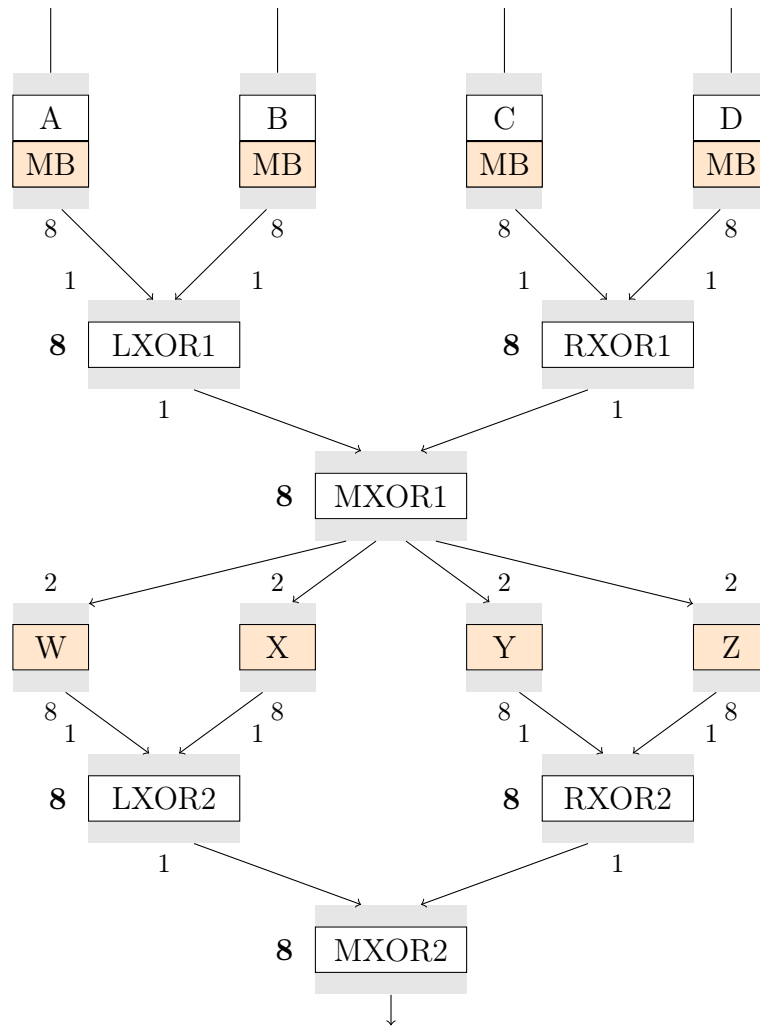 A B C D
MB MB MB MB
8 8 8 8
1 1 1 1
8 LXOR1 8 RXOR1
1 1
8 MXOR1
2 2 2 2
W X Y Z
8 8 8 8
1 1 1 1
8 LXOR2 8 RXOR2
1 1
8 MXOR2